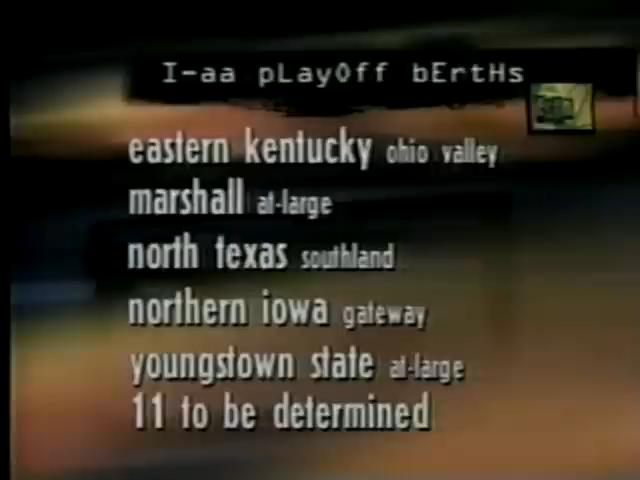 I-aa pLayOff bErtHs
eastern kentucky ohio valley
marshall at-large
north texas southland
northern iowa gateway
youngstown state at-large
11 to be determined